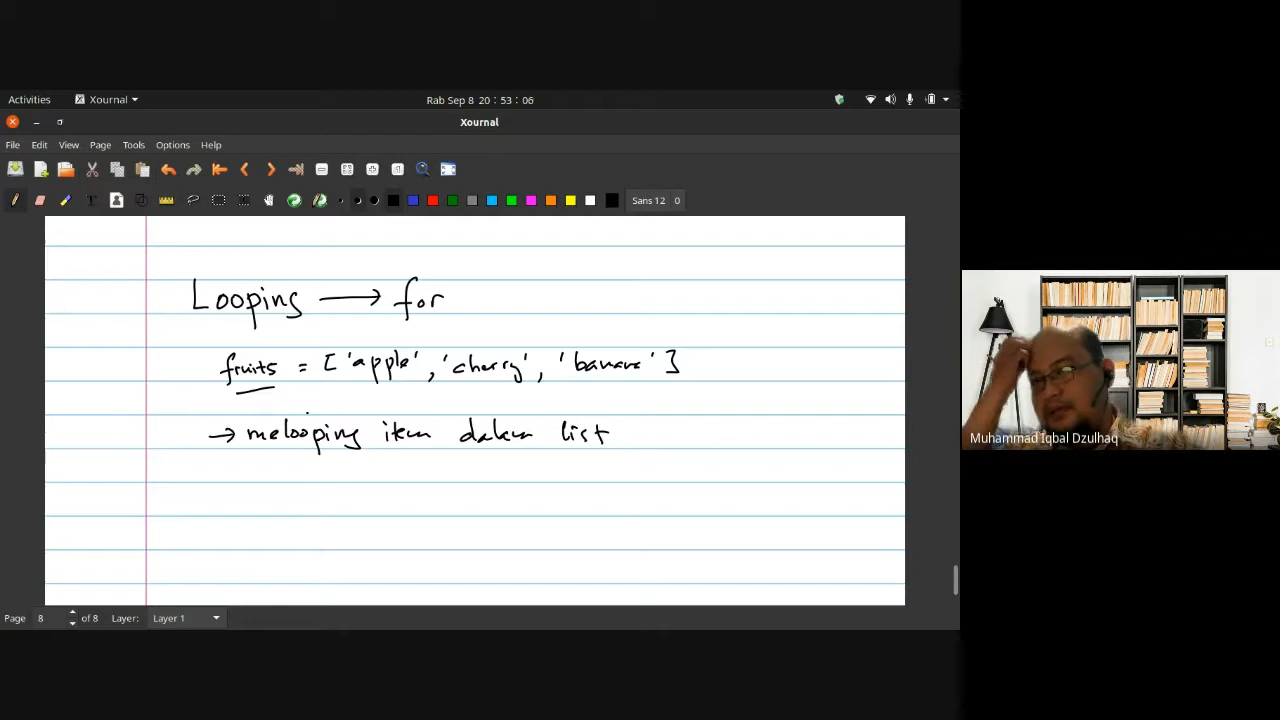 Activities Xournal Rab Sep 8 20:53:06
Xournal
File Edit View Page Tools Options Help
Sans 12 0
Looping → for
fruits = ['apple', 'cherry', 'banana']
→ melooping item dalam list
Muhammad Iqbal Dzulhaq
Page 8 of 8 Layer: Layer 1